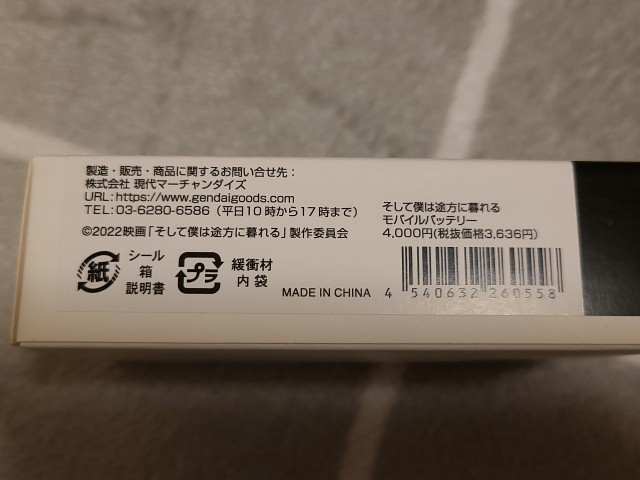 製造・販売・商品に関するお問い合せ先：
株式会社 現代マーチャンダイズ
URL:https://www.gendaigoods.com
TEL:03-6280-6586（平日10時から17時まで）
©2022映画「そして僕は途方に暮れる」製作委員会
紙
シール
箱
説明書
プラ
緩衝材
内 袋
MADE IN CHINA
そして僕は途方に暮れる
モバイルバッテリー
4,000円(税抜価格3,636円)
4 540632 260558